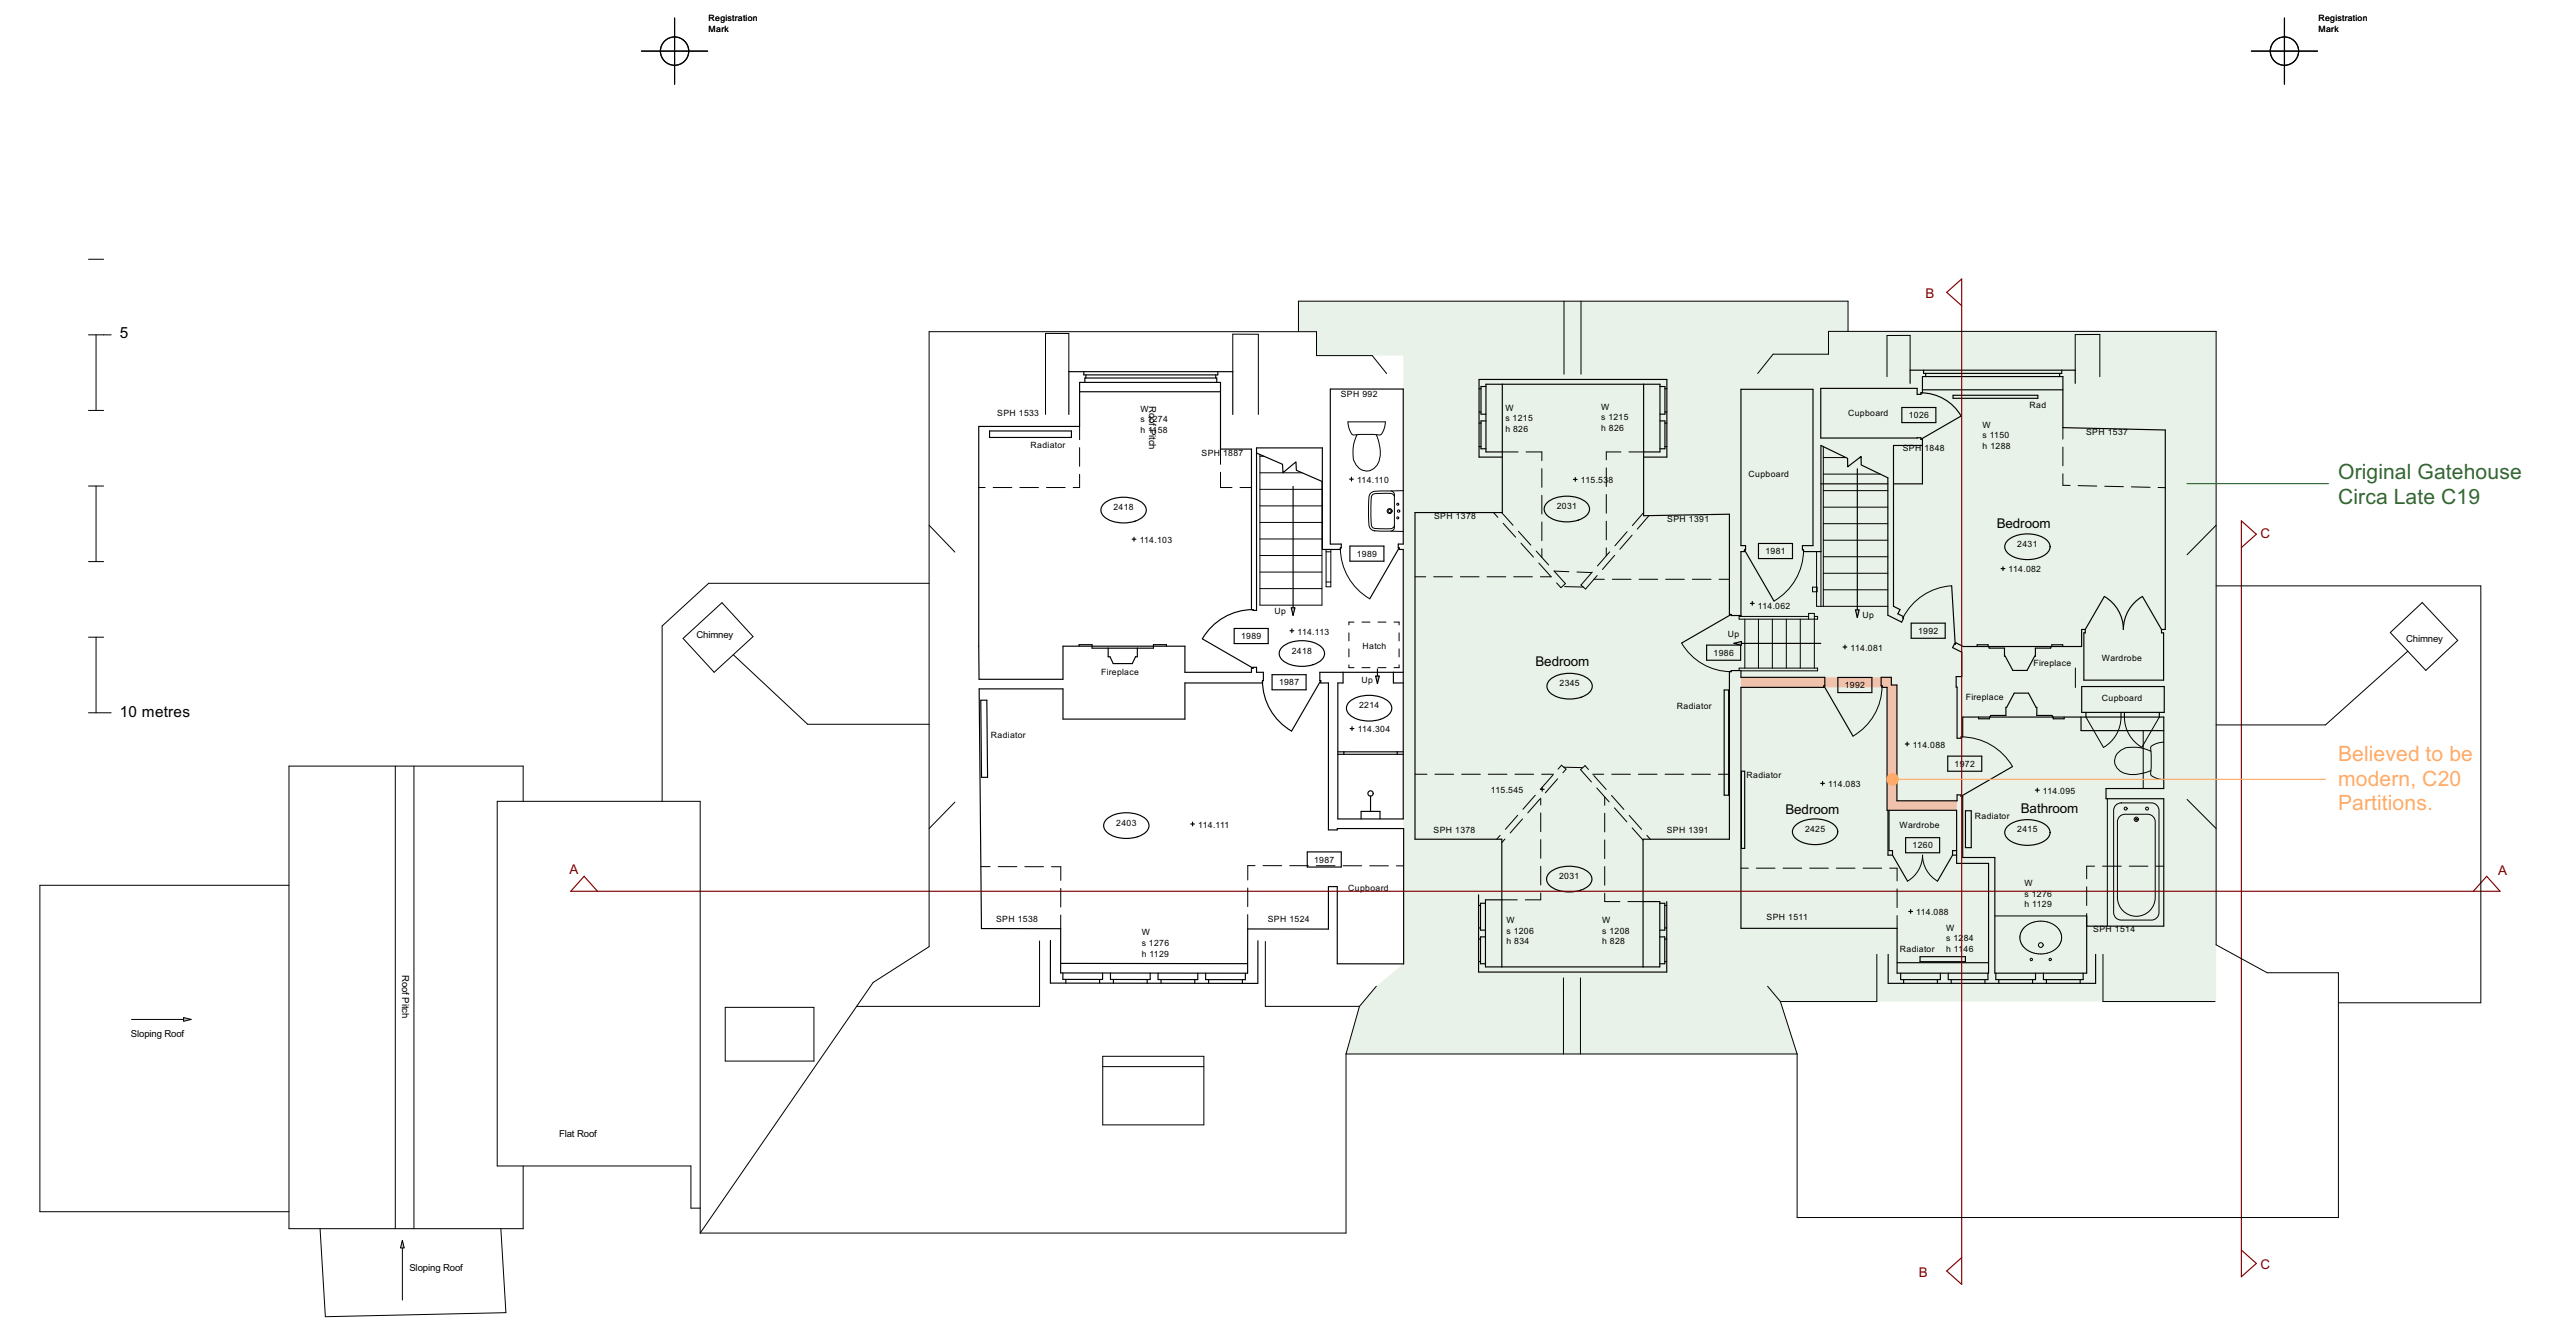 Registration
Mark
Registration
Mark
5
10 metres
B
SPH 1533
W
s 1274
h 1158
Roof Pitch
Radiator
SPH 1887
SPH 992
+ 114.110
2418
+ 114.103
1989
Up
1989
+ 114.113
2418
Hatch
Fireplace
1987
Up
2214
+ 114.304
Radiator
2403
+ 114.111
1987
Cupboard
SPH 1538
SPH 1524
W
s 1276
h 1129
W
s 1215
h 826
W
s 1215
h 826
+ 115.538
2031
SPH 1378
SPH 1391
Bedroom
2345
Radiator
115.545
SPH 1378
SPH 1391
2031
W
s 1206
h 834
W
s 1208
h 828
Cupboard
1981
+ 114.062
Up
1986
Cupboard
1026
Rad
W
s 1150
h 1288
SPH 1537
SPH 1848
Bedroom
2431
+ 114.082
Up
1992
+ 114.081
Fireplace
Wardrobe
1992
Fireplace
Cupboard
+ 114.088
1972
Radiator
+ 114.083
Bedroom
2425
+ 114.095
Bathroom
2415
Radiator
Wardrobe
1260
SPH 1511
+ 114.088
W
s 1284
h 1146
Radiator
W
s 1276
h 1129
SPH 1514
Original Gatehouse
Circa Late C19
C
Believed to be
modern, C20
Partitions.
Chimney
Chimney
A
A
Roof Pitch
Sloping Roof
Flat Roof
Sloping Roof
B
C